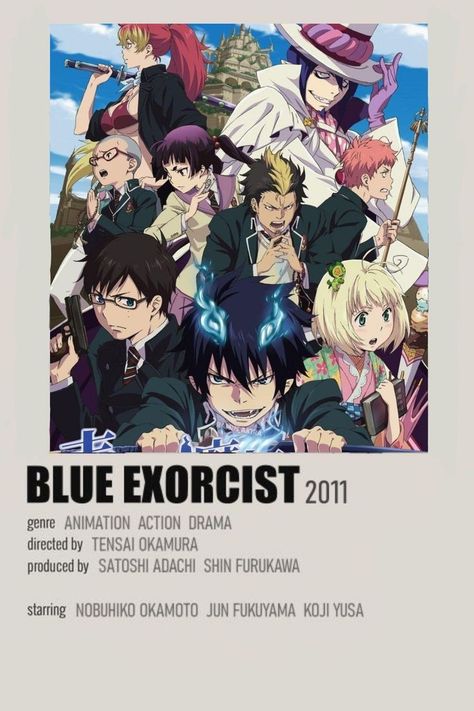 BLUE EXORCIST 2011
genre ANIMATION ACTION DRAMA
directed by TENSAI OKAMURA
produced by SATOSHI ADACHI SHIN FURUKAWA
starring NOBUHIKO OKAMOTO JUN FUKUYAMA KOJI YUSA